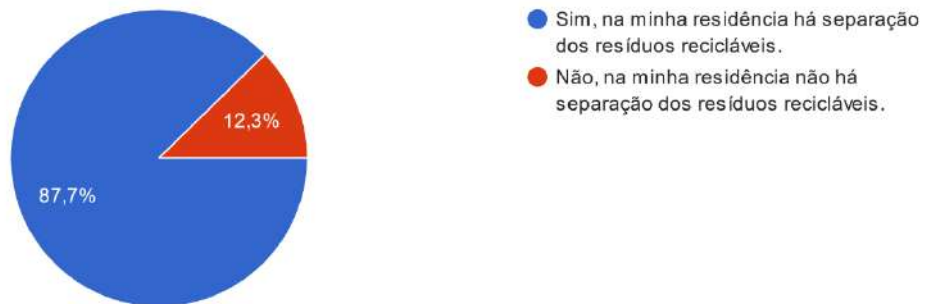 Sim, na minha residência há separação
dos resíduos recicláveis.
Não, na minha residência não há
separação dos resíduos recicláveis.
12,3%
87,7%